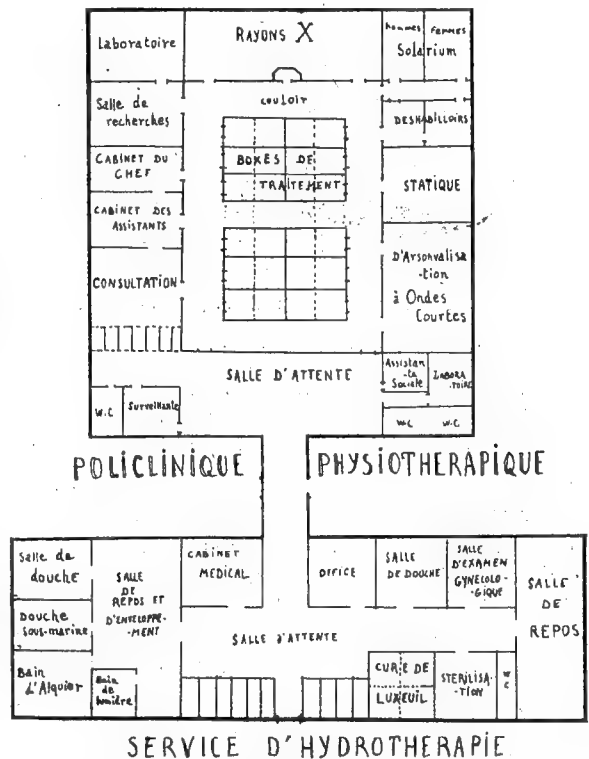 Laboratoire
RAYONS X
hommes
femmes
Solarium
Salle de
recherches
COULOIR
DESHABILLOIRS
CABINET DU
CHEF
BOXES DE
TRAITEMENT
STATIQUE
CABINET DES
ASSISTANTS
CONSULTATION
D'Arsonvalisa
-tion
à Ondes
Courtes
SALLE D'ATTENTE
Assistan
-te
Sociale
LABORA
TOIRE
W.C
Surveillante
W.C
W.C
POLICLINIQUE PHYSIOTHERAPIQUE
Salle de
douche
SALLE
DE
REPOS ET
D'ENVELOPPE-
MENT
CABINET
MEDICAL
OFFICE
SALLE
DE DOUCHE
SALLE
D'EXAMEN
GYNECOLO-
-GIQUE
SALLE
DE
REPOS
Douche
sous-marine
SALLE D'ATTENTE
Bain
d'Alquier
Bain
de
lumière
CURE DE
LUXEUIL
STERILISA-
-TION
W.C
SERVICE D'HYDROTHERAPIE